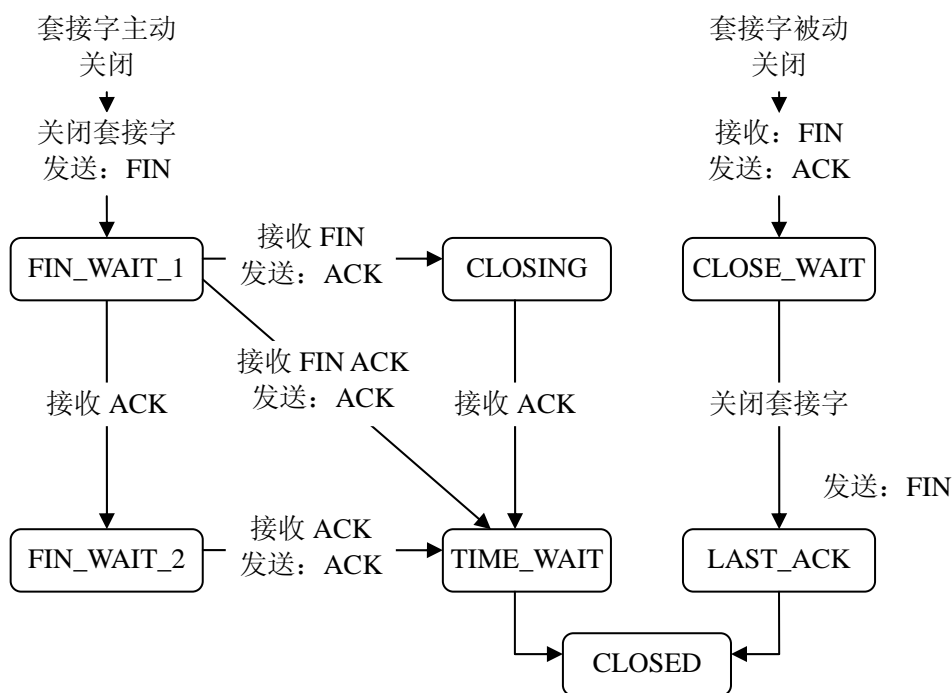 套接字主动
关闭
套接字被动
关闭
关闭套接字
发送：FIN
接收：FIN
发送：ACK
FIN_WAIT_1
接收 FIN
发送：ACK
CLOSING
CLOSE_WAIT
接收 FIN ACK
发送：ACK
接收 ACK
接收 ACK
关闭套接字
发送：FIN
FIN_WAIT_2
接收 ACK
发送：ACK
TIME_WAIT
LAST_ACK
CLOSED